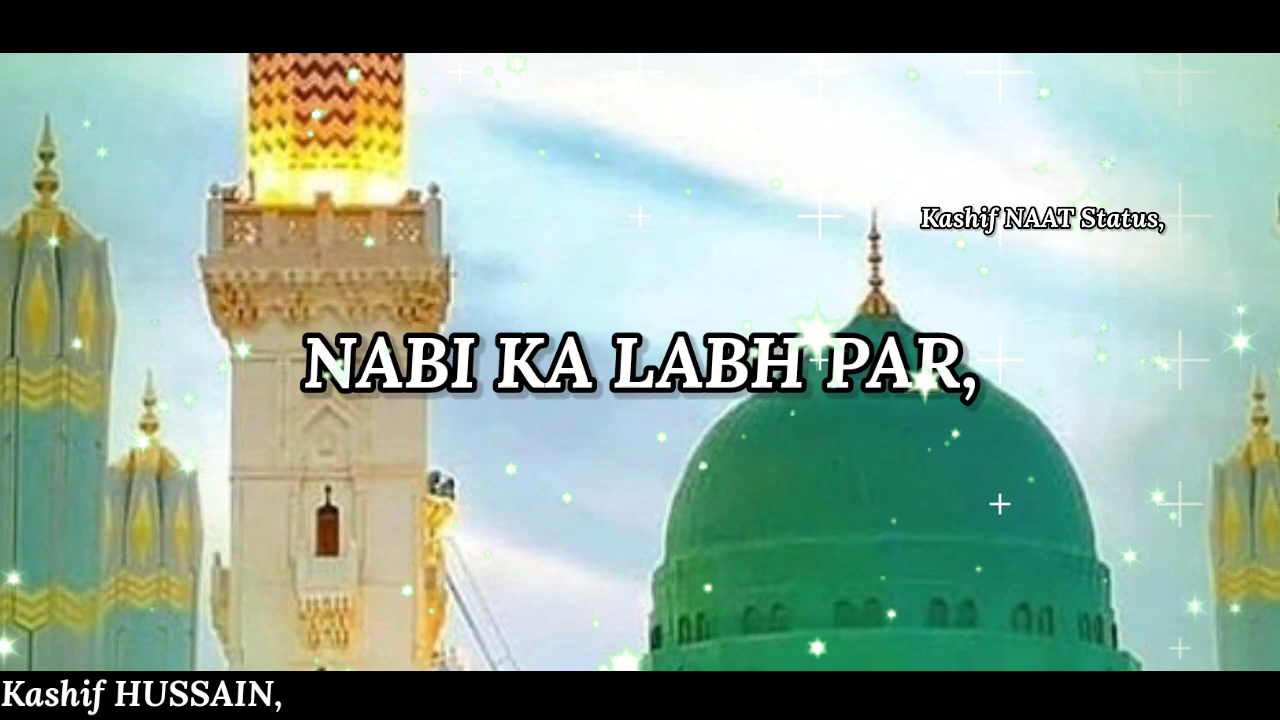 Kashif NAAT Status,
NABI KA LABH PAR,
Kashif HUSSAIN,